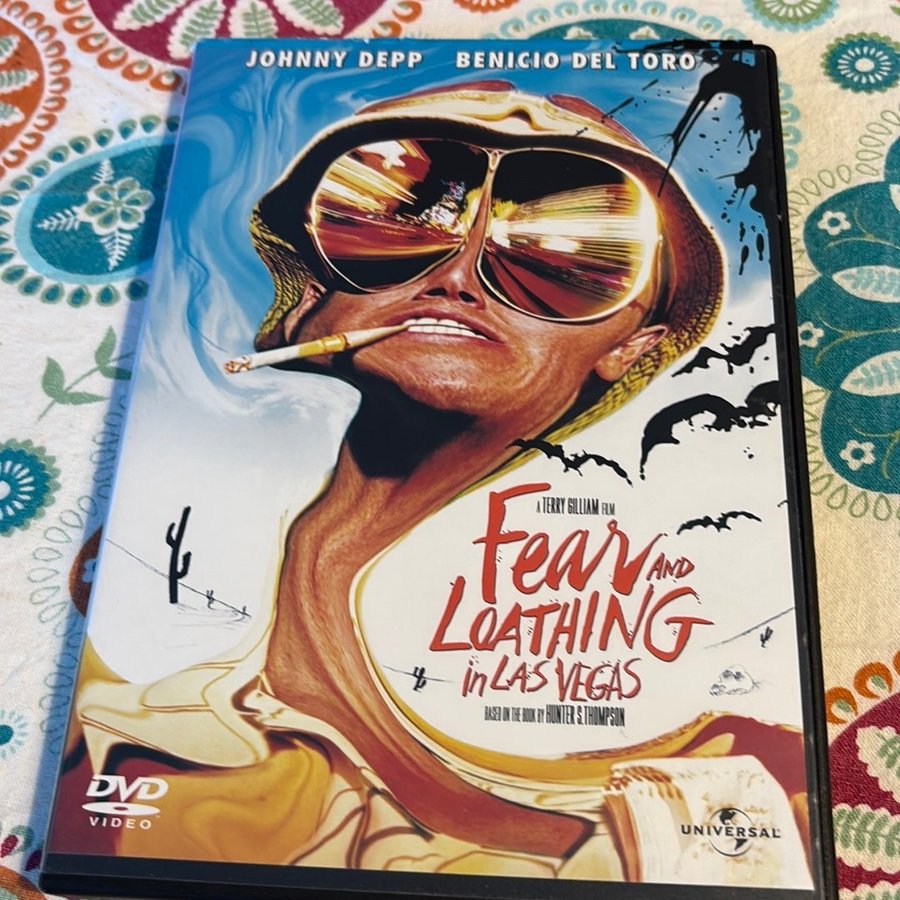 JOHNNY DEPP BENICIO DEL TORO
A TERRY GILLIAM FILM
Fear AND
LOATHING
in LAS VEGAS
BASED ON THE BOOK BY HUNTER S. THOMPSON
DVD
VIDEO
UNIVERSAL